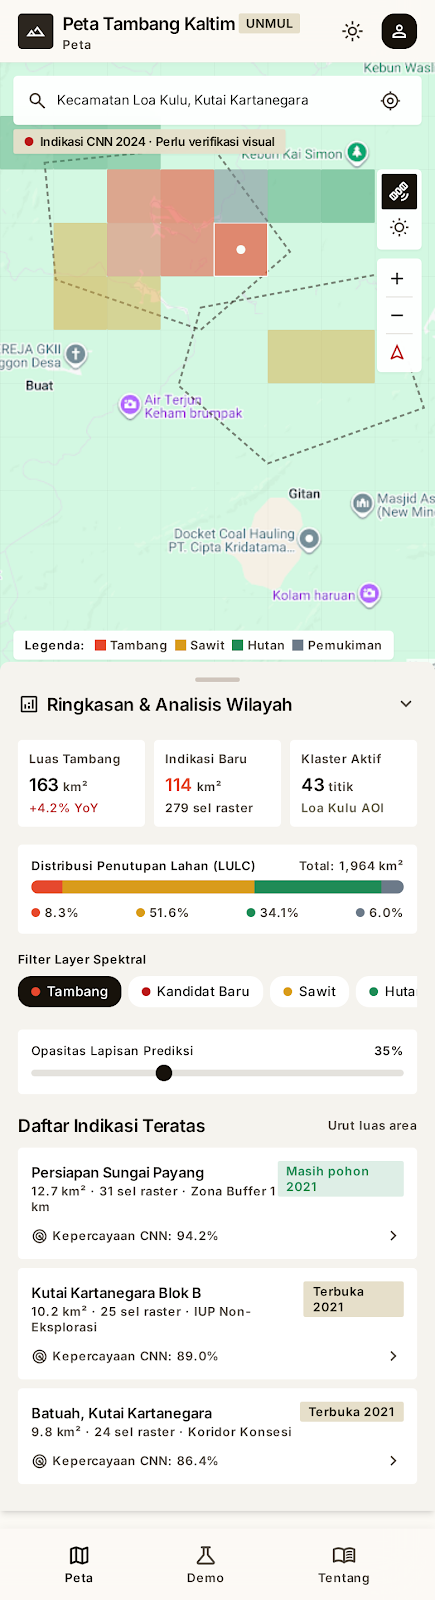 Peta Tambang Kaltim UNMUL
Peta
Kebun Wasl
Kecamatan Loa Kulu, Kutai Kartanegara
Indikasi CNN 2024 · Perlu verifikasi visual
Kebun Kai Simon
EREJA GKII
ggon Desa
Buat
Air Terjun
Keham brumpak
Gitan
Masjid As
(New Min
Docket Coal Hauling
PT. Cipta Kridatama...
Kolam haruan
Legenda: Tambang Sawit Hutan Pemukiman
Ringkasan & Analisis Wilayah
Luas Tambang
163 km²
+4.2% YoY
Indikasi Baru
114 km²
279 sel raster
Klaster Aktif
43 titik
Loa Kulu AOI
Distribusi Penutupan Lahan (LULC) Total: 1,964 km²
8.3% 51.6% 34.1% 6.0%
Filter Layer Spektral
Tambang Kandidat Baru Sawit Hutan
Opasitas Lapisan Prediksi 35%
Daftar Indikasi Teratas Urut luas area
Persiapan Sungai Payang
12.7 km² · 31 sel raster · Zona Buffer 1
km
Masih pohon
2021
Kepercayaan CNN: 94.2%
Kutai Kartanegara Blok B
10.2 km² · 25 sel raster · IUP Non-
Eksplorasi
Terbuka
2021
Kepercayaan CNN: 89.0%
Batuah, Kutai Kartanegara
9.8 km² · 24 sel raster · Koridor Konsesi
Terbuka 2021
Kepercayaan CNN: 86.4%
Peta Demo Tentang